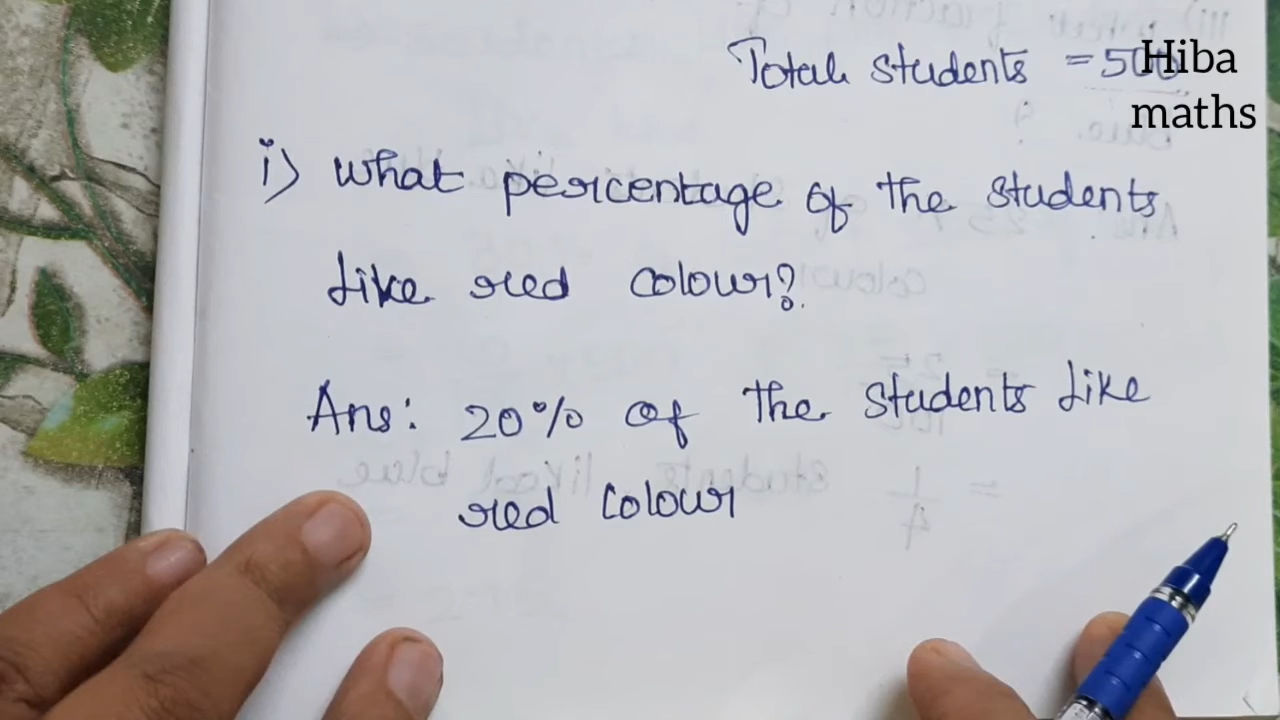 Total students = 500
Hiba
maths
i) what percentage of the students
like red colour?
Ans: 20% of the students like
red colour